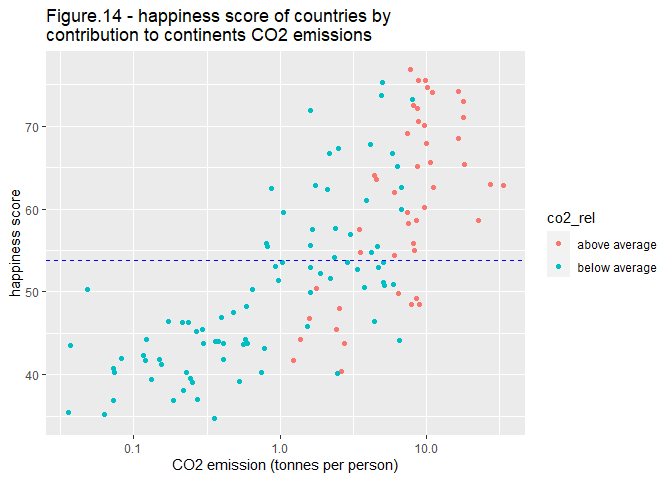 Figure.14 - happiness score of countries by
contribution to continents CO2 emissions
70
60
50
40
happiness score
0.1
1.0
10.0
CO2 emission (tonnes per person)
co2_rel
above average
below average